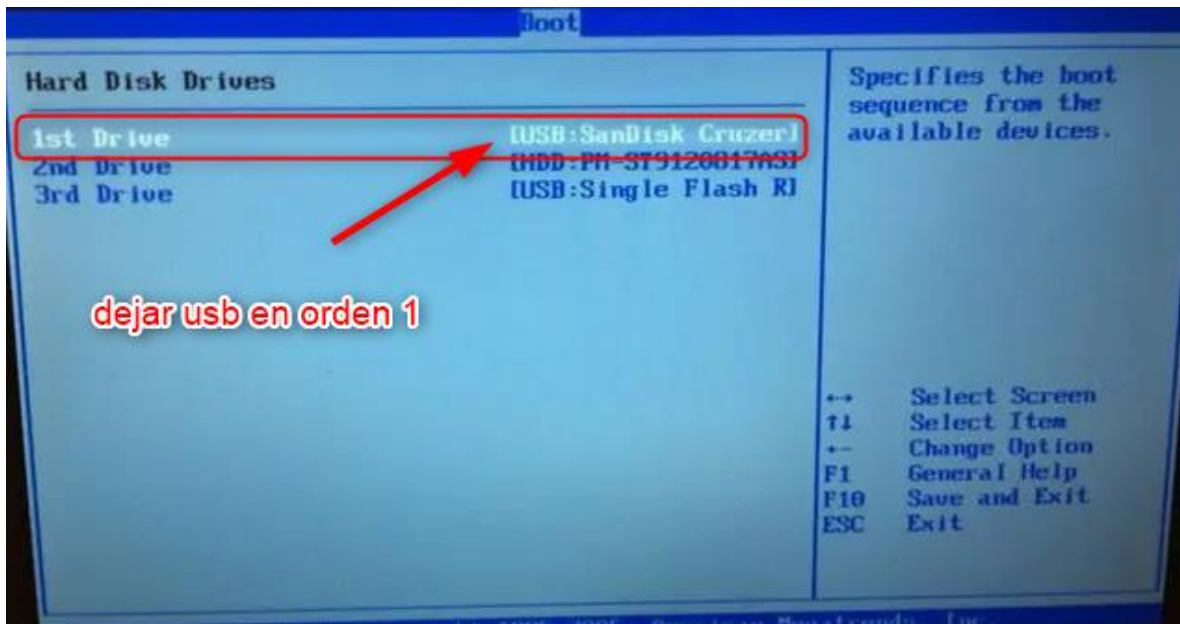 Boot
Hard Disk Drives
1st Drive [USB:SanDisk Cruzer]
2nd Drive [HDD:PM-ST9120817AS]
3rd Drive [USB:Single Flash R]
dejar usb en orden 1
Specifies the boot
sequence from the
available devices.
←→ Select Screen
↑↓ Select Item
+- Change Option
F1 General Help
F10 Save and Exit
ESC Exit
American